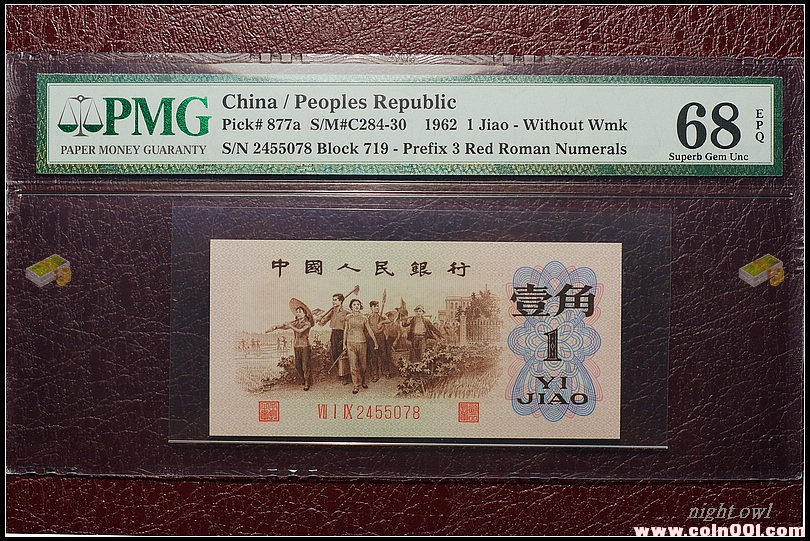 PMG
PAPER MONEY GUARANTY
China / Peoples Republic
Pick# 877a S/M#C284-30 1962 1 Jiao - Without Wmk
S/N 2455078 Block 719 - Prefix 3 Red Roman Numerals
68
EPQ
Superb Gem Unc
中國人民銀行
壹角
1
YI
JIAO
Ⅶ Ⅰ Ⅸ 2455078
night owl
www.coin001.com